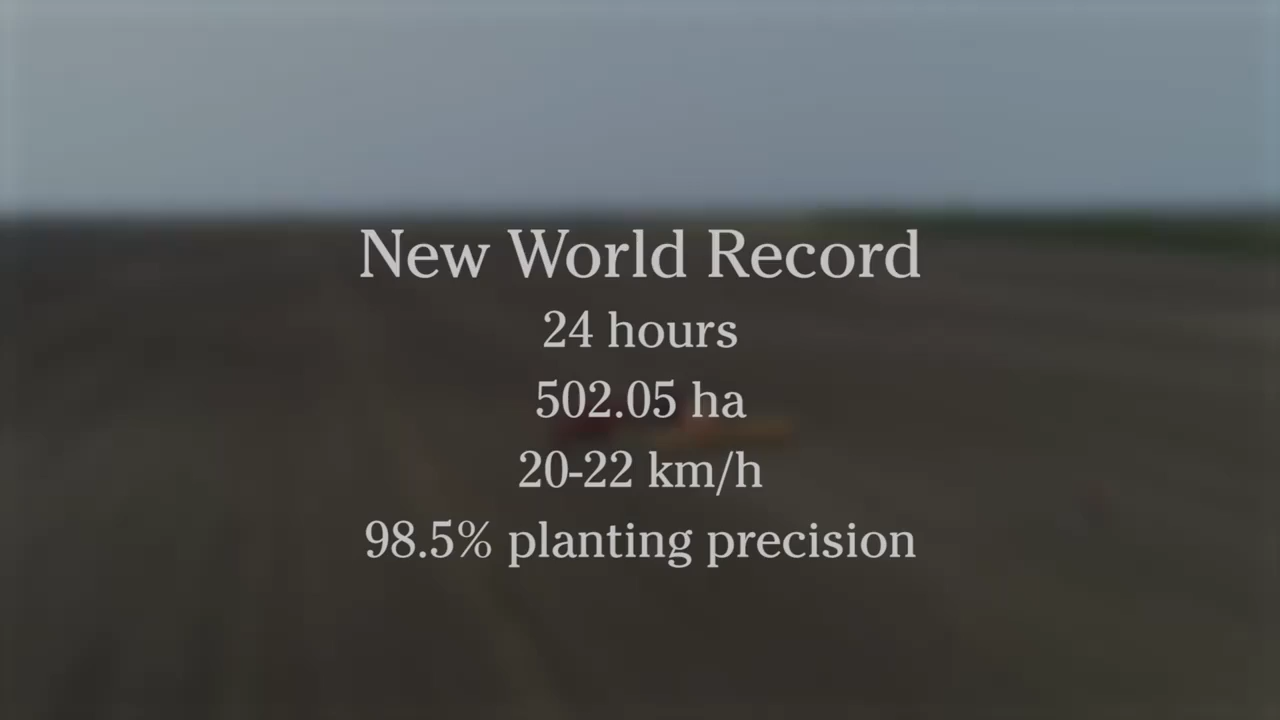 New World Record
24 hours
502.05 ha
20-22 km/h
98.5% planting precision